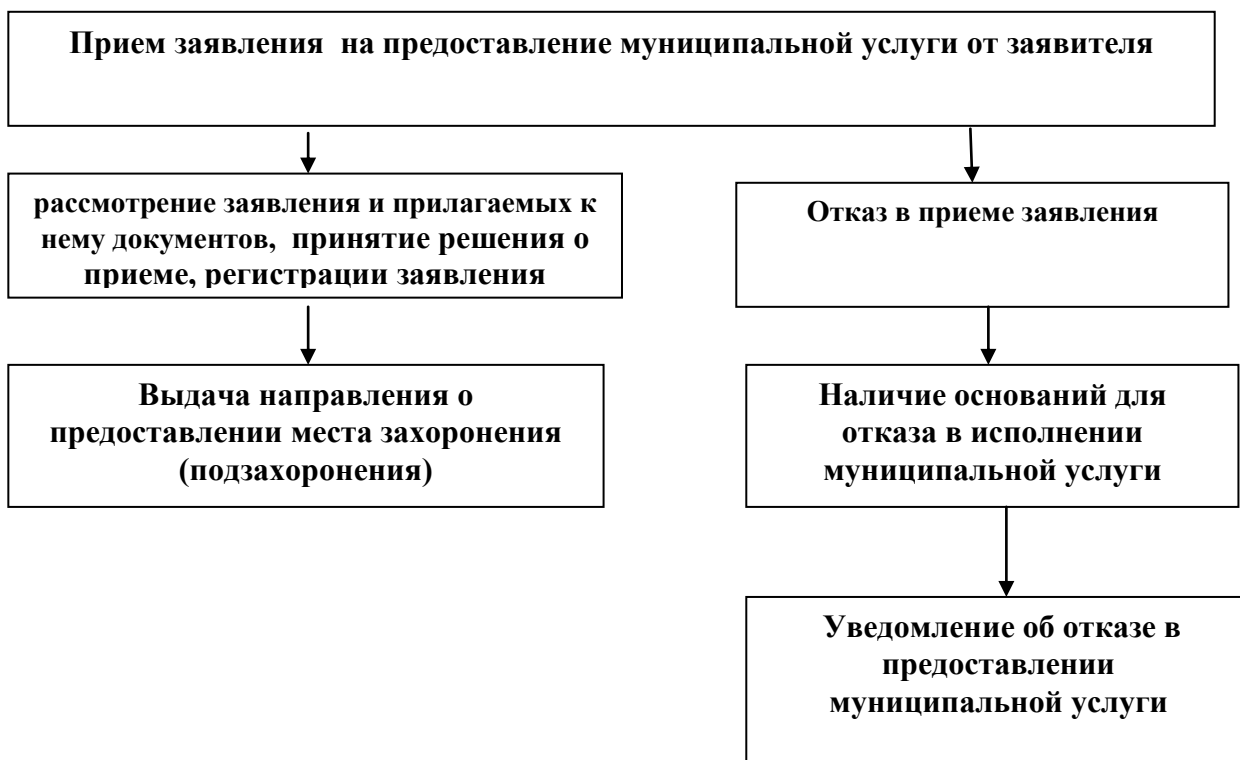 Прием заявления  на предоставление муниципальной услуги от заявителя
рассмотрение заявления и прилагаемых к
нему документов,  принятие решения о
приеме, регистрации заявления
Отказ в приеме заявления
Выдача направления о
предоставлении места захоронения
(подзахоронения)
Наличие оснований для
отказа в исполнении
муниципальной услуги
Уведомление об отказе в
предоставлении
муниципальной услуги